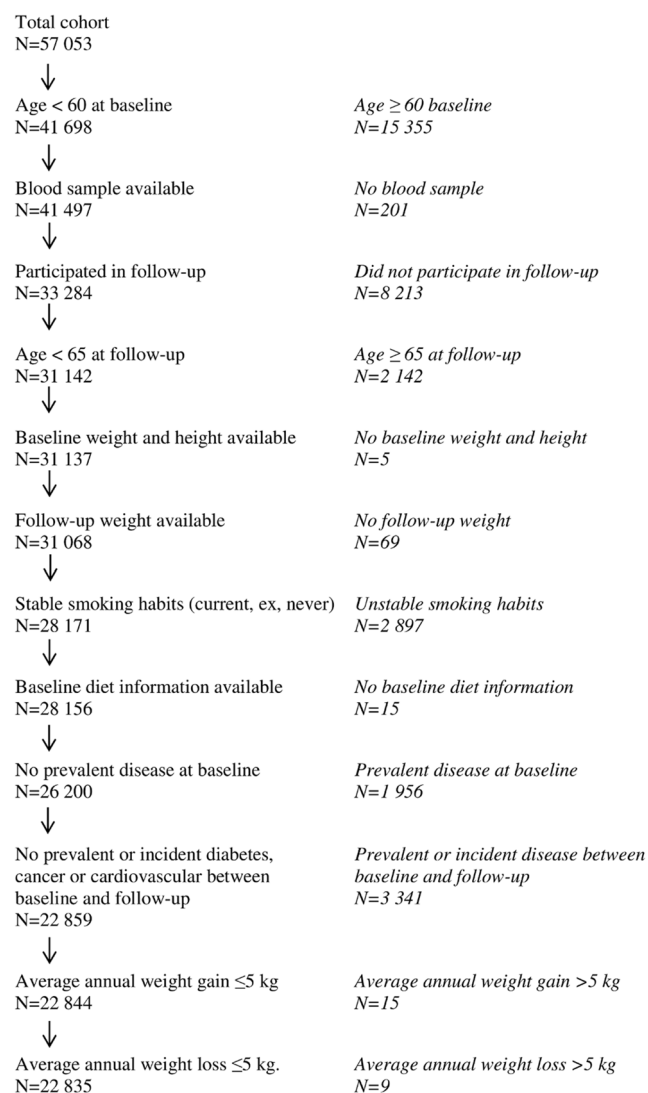 Total cohort
N=57 053
Age < 60 at baseline
N=41 698
Age ≥ 60 baseline
N=15 355
Blood sample available
N=41 497
No blood sample
N=201
Participated in follow-up
N=33 284
Did not participate in follow-up
N=8 213
Age < 65 at follow-up
N=31 142
Age ≥ 65 at follow-up
N=2 142
Baseline weight and height available
N=31 137
No baseline weight and height
N=5
Follow-up weight available
N=31 068
No follow-up weight
N=69
Stable smoking habits (current, ex, never)
N=28 171
Unstable smoking habits
N=2 897
Baseline diet information available
N=28 156
No baseline diet information
N=15
No prevalent disease at baseline
N=26 200
Prevalent disease at baseline
N=1 956
No prevalent or incident diabetes,
cancer or cardiovascular between
baseline and follow-up
N=22 859
Prevalent or incident disease between
baseline and follow-up
N=3 341
Average annual weight gain ≤5 kg
N=22 844
Average annual weight gain >5 kg
N=15
Average annual weight loss ≤5 kg.
N=22 835
Average annual weight loss >5 kg
N=9